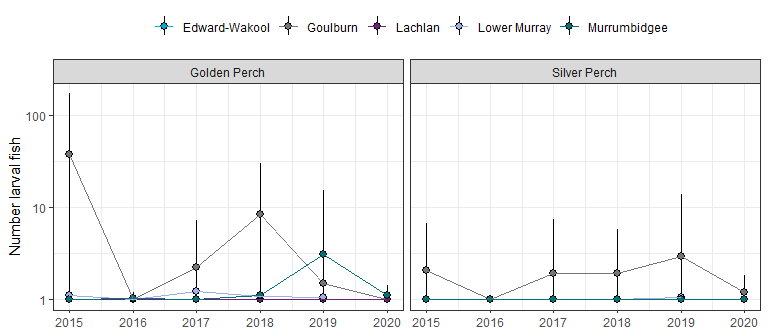 Edward-Wakool Goulburn Lachlan Lower Murray Murrumbidgee
Golden Perch Silver Perch
Number larval fish
100
10
1
2015 2016 2017 2018 2019 2020 2015 2016 2017 2018 2019 2020